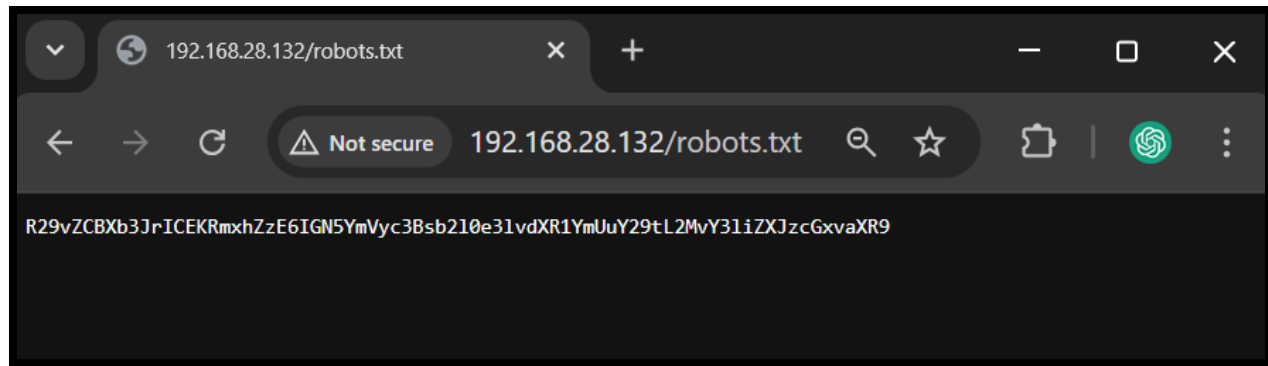 192.168.28.132/robots.txt
Not secure
192.168.28.132/robots.txt
R29vZCBXb3JrICEKRmxhZzE6IGN5YmVyc3Bsb2l0e3lvdXR1YmUuY29tL2MvY3liZXJzcGxvaXR9